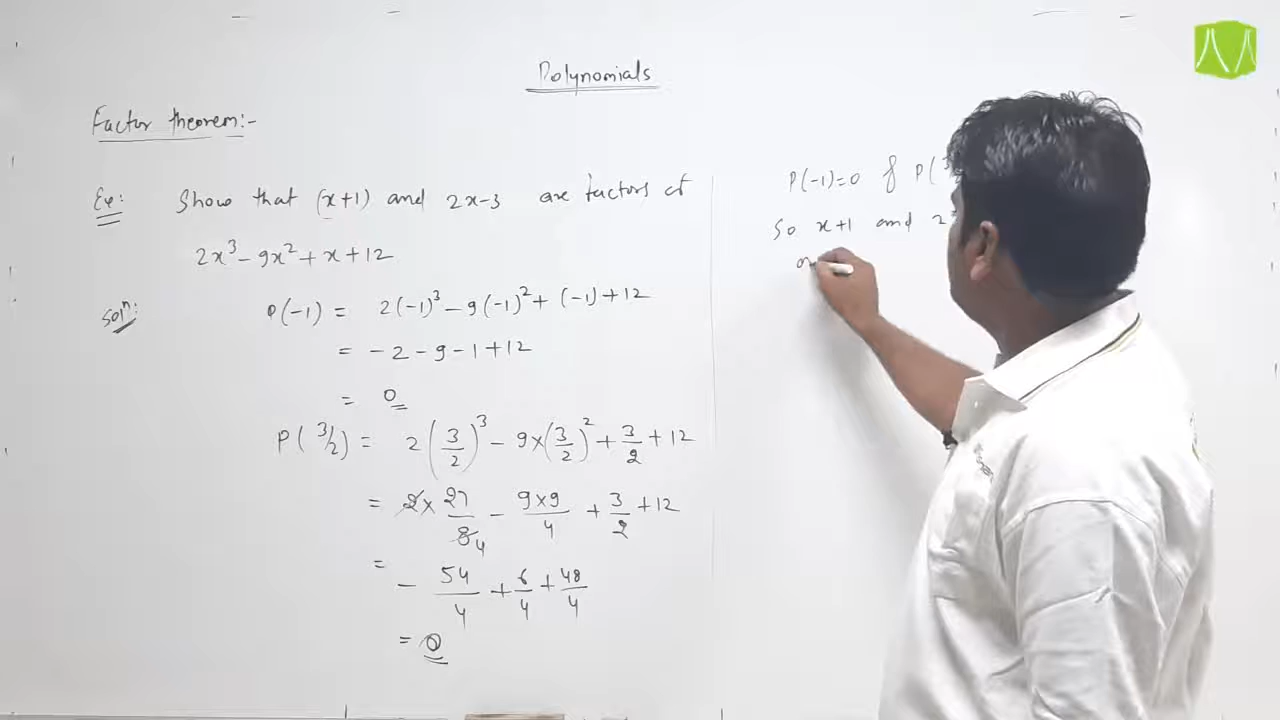 Polynomials
Factor theorem:-
Ex: Show that (x+1) and 2x-3 are factors of
2x³ - 9x² + x + 12
Solⁿ: P(-1) = 2(-1)³ - 9(-1)² + (-1) + 12
= -2 - 9 - 1 + 12
= 0
P(3/2) = 2(3/2)³ - 9×(3/2)² + 3/2 + 12
= 2 × 27/8 4 - 9×9/4 + 3/2 + 12
= - 54/4 + 6/4 + 48/4
= 0
P(-1)=0 & P(
So x+1 and 2